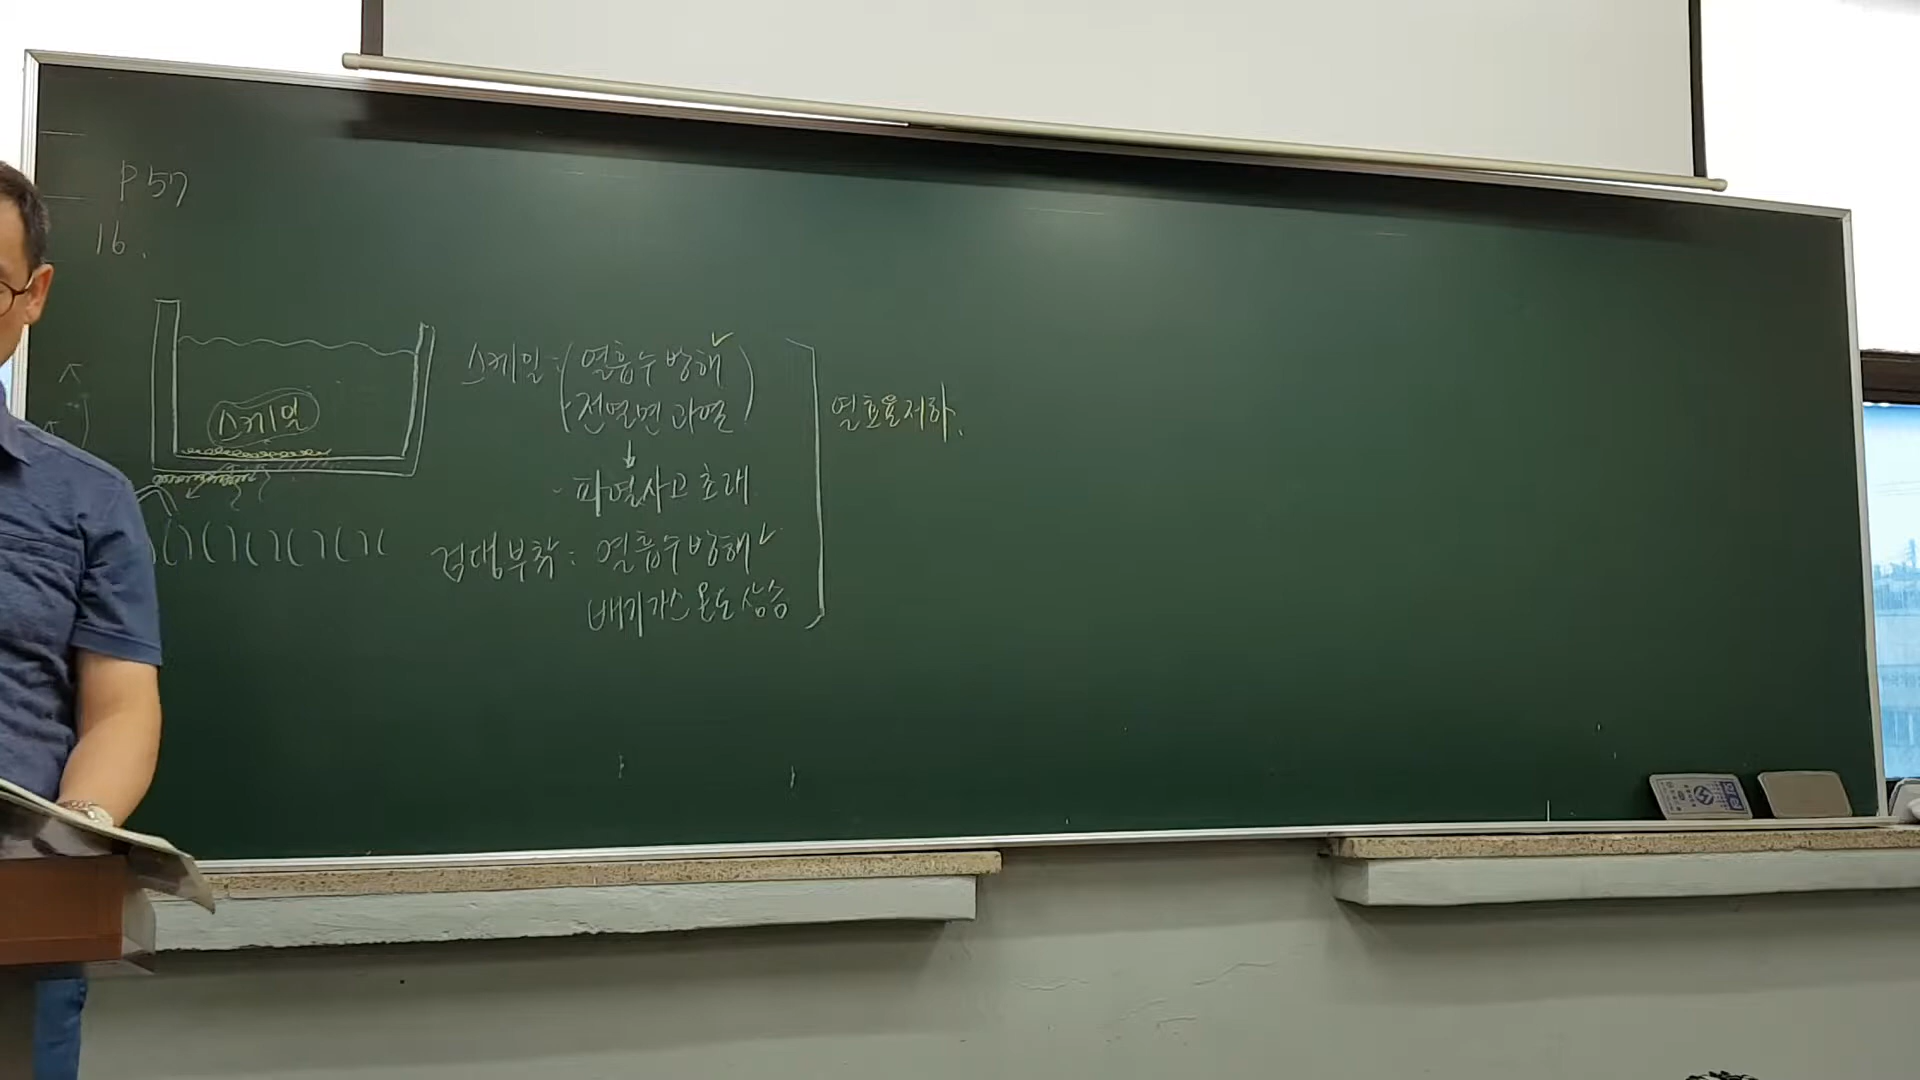 P 57
16.
스케일
스케일 : 열흡수 방해
전열면 과열
- 파열사고 초래
검댕부착 : 열흡수 방해
배기가스 온도 상승
열효율저하.